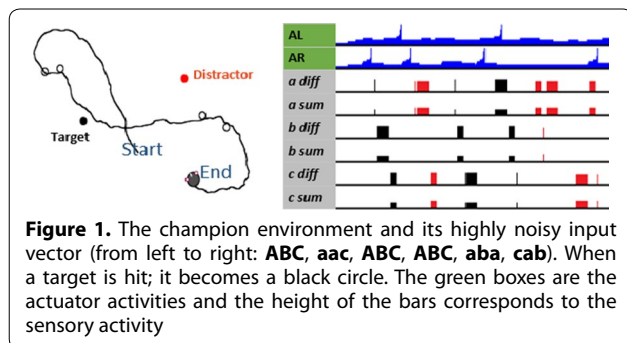 Distractor
Target
Start
End
AL
AR
a diff
a sum
b diff
b sum
c diff
c sum
Figure 1. The champion environment and its highly noisy input
vector (from left to right: ABC, aac, ABC, ABC, aba, cab). When
a target is hit; it becomes a black circle. The green boxes are the
actuator activities and the height of the bars corresponds to the
sensory activity